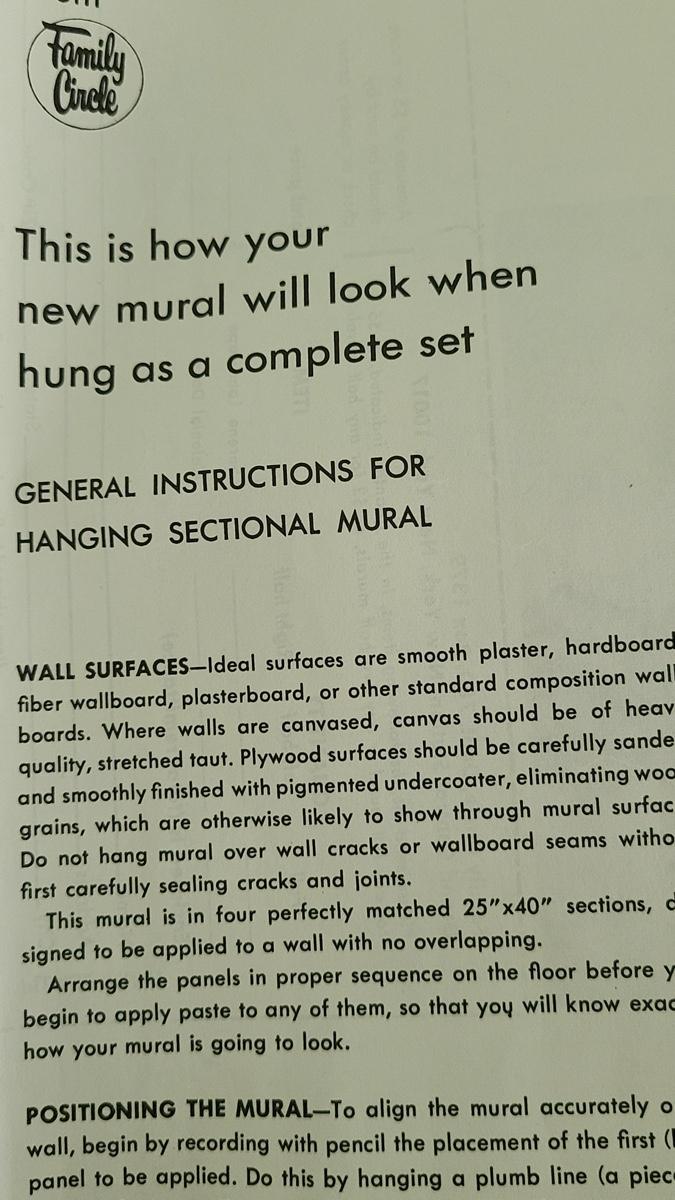 Family
Circle
This is how your
new mural will look when
hung as a complete set
GENERAL INSTRUCTIONS FOR
HANGING SECTIONAL MURAL
WALL SURFACES—Ideal surfaces are smooth plaster, hardboard
fiber wallboard, plasterboard, or other standard composition wall
boards. Where walls are canvased, canvas should be of heav
quality, stretched taut. Plywood surfaces should be carefully sande
and smoothly finished with pigmented undercoater, eliminating woo
grains, which are otherwise likely to show through mural surfac
Do not hang mural over wall cracks or wallboard seams witho
first carefully sealing cracks and joints.
This mural is in four perfectly matched 25"x40" sections, d
signed to be applied to a wall with no overlapping.
Arrange the panels in proper sequence on the floor before y
begin to apply paste to any of them, so that you will know exac
how your mural is going to look.
POSITIONING THE MURAL—To align the mural accurately o
wall, begin by recording with pencil the placement of the first (l
panel to be applied. Do this by hanging a plumb line (a piec